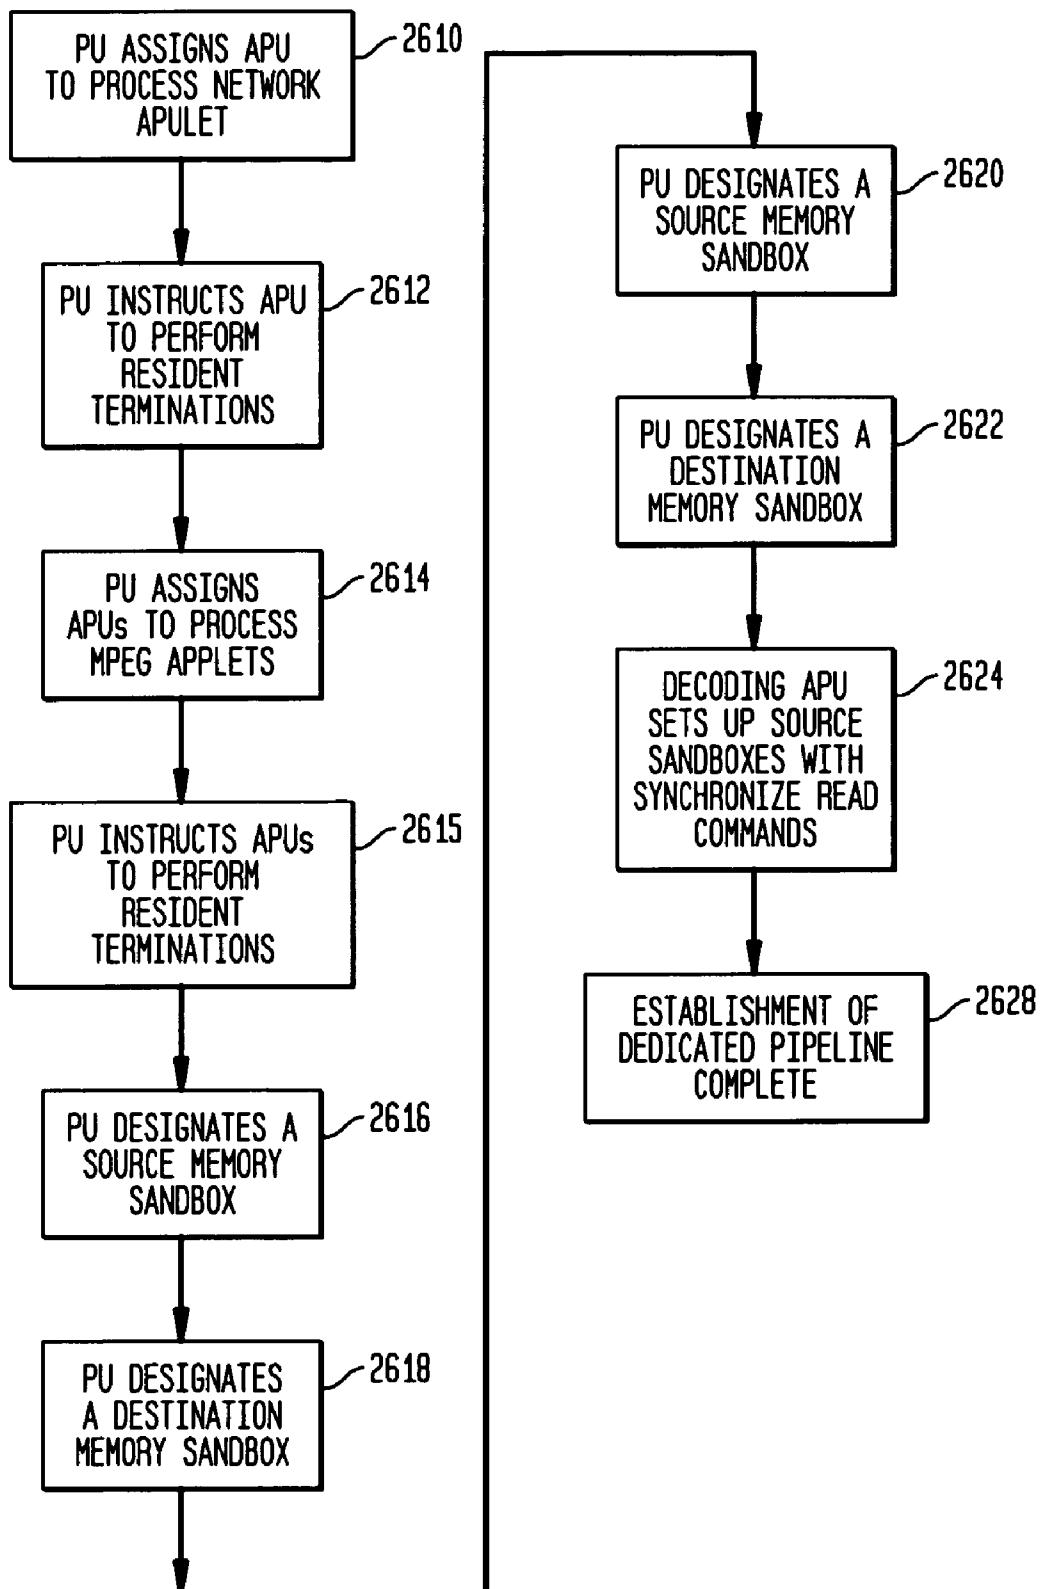 PU ASSIGNS APU
TO PROCESS NETWORK
APULET
2610
PU INSTRUCTS APU
TO PERFORM
RESIDENT
TERMINATIONS
2612
PU ASSIGNS
APUs TO PROCESS
MPEG APPLETS
2614
PU INSTRUCTS APUs
TO PERFORM
RESIDENT
TERMINATIONS
2615
PU DESIGNATES A
SOURCE MEMORY
SANDBOX
2616
PU DESIGNATES
A DESTINATION
MEMORY SANDBOX
2618
PU DESIGNATES A
SOURCE MEMORY
SANDBOX
2620
PU DESIGNATES A
DESTINATION
MEMORY SANDBOX
2622
DECODING APU
SETS UP SOURCE
SANDBOXES WITH
SYNCHRONIZE READ
COMMANDS
2624
ESTABLISHMENT OF
DEDICATED PIPELINE
COMPLETE
2628